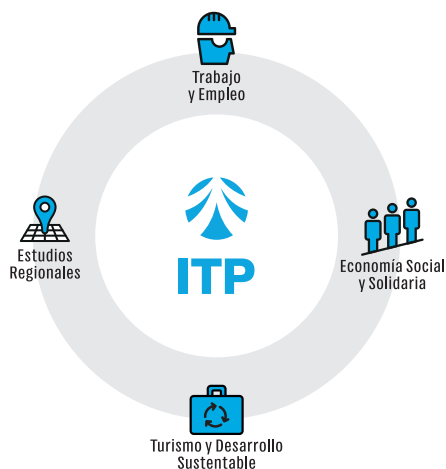 Trabajo
y Empleo
Estudios
Regionales
ITP
Economía Social
y Solidaria
Turismo y Desarrollo
Sustentable